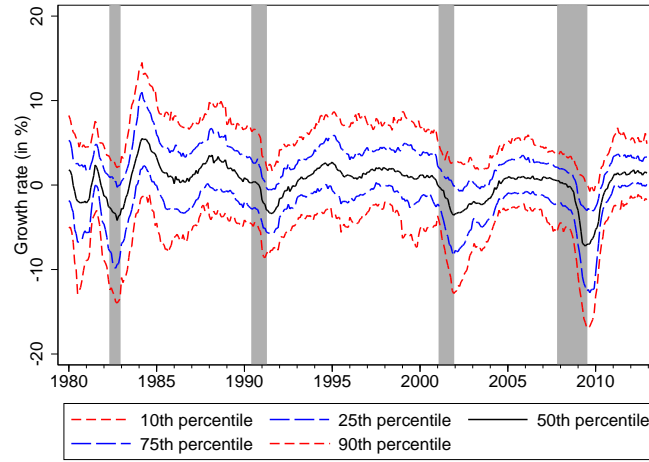 20
10
0
-10
-20
Growth rate (in %)
1980 1985 1990 1995 2000 2005 2010
10th percentile 25th percentile 50th percentile
75th percentile 90th percentile